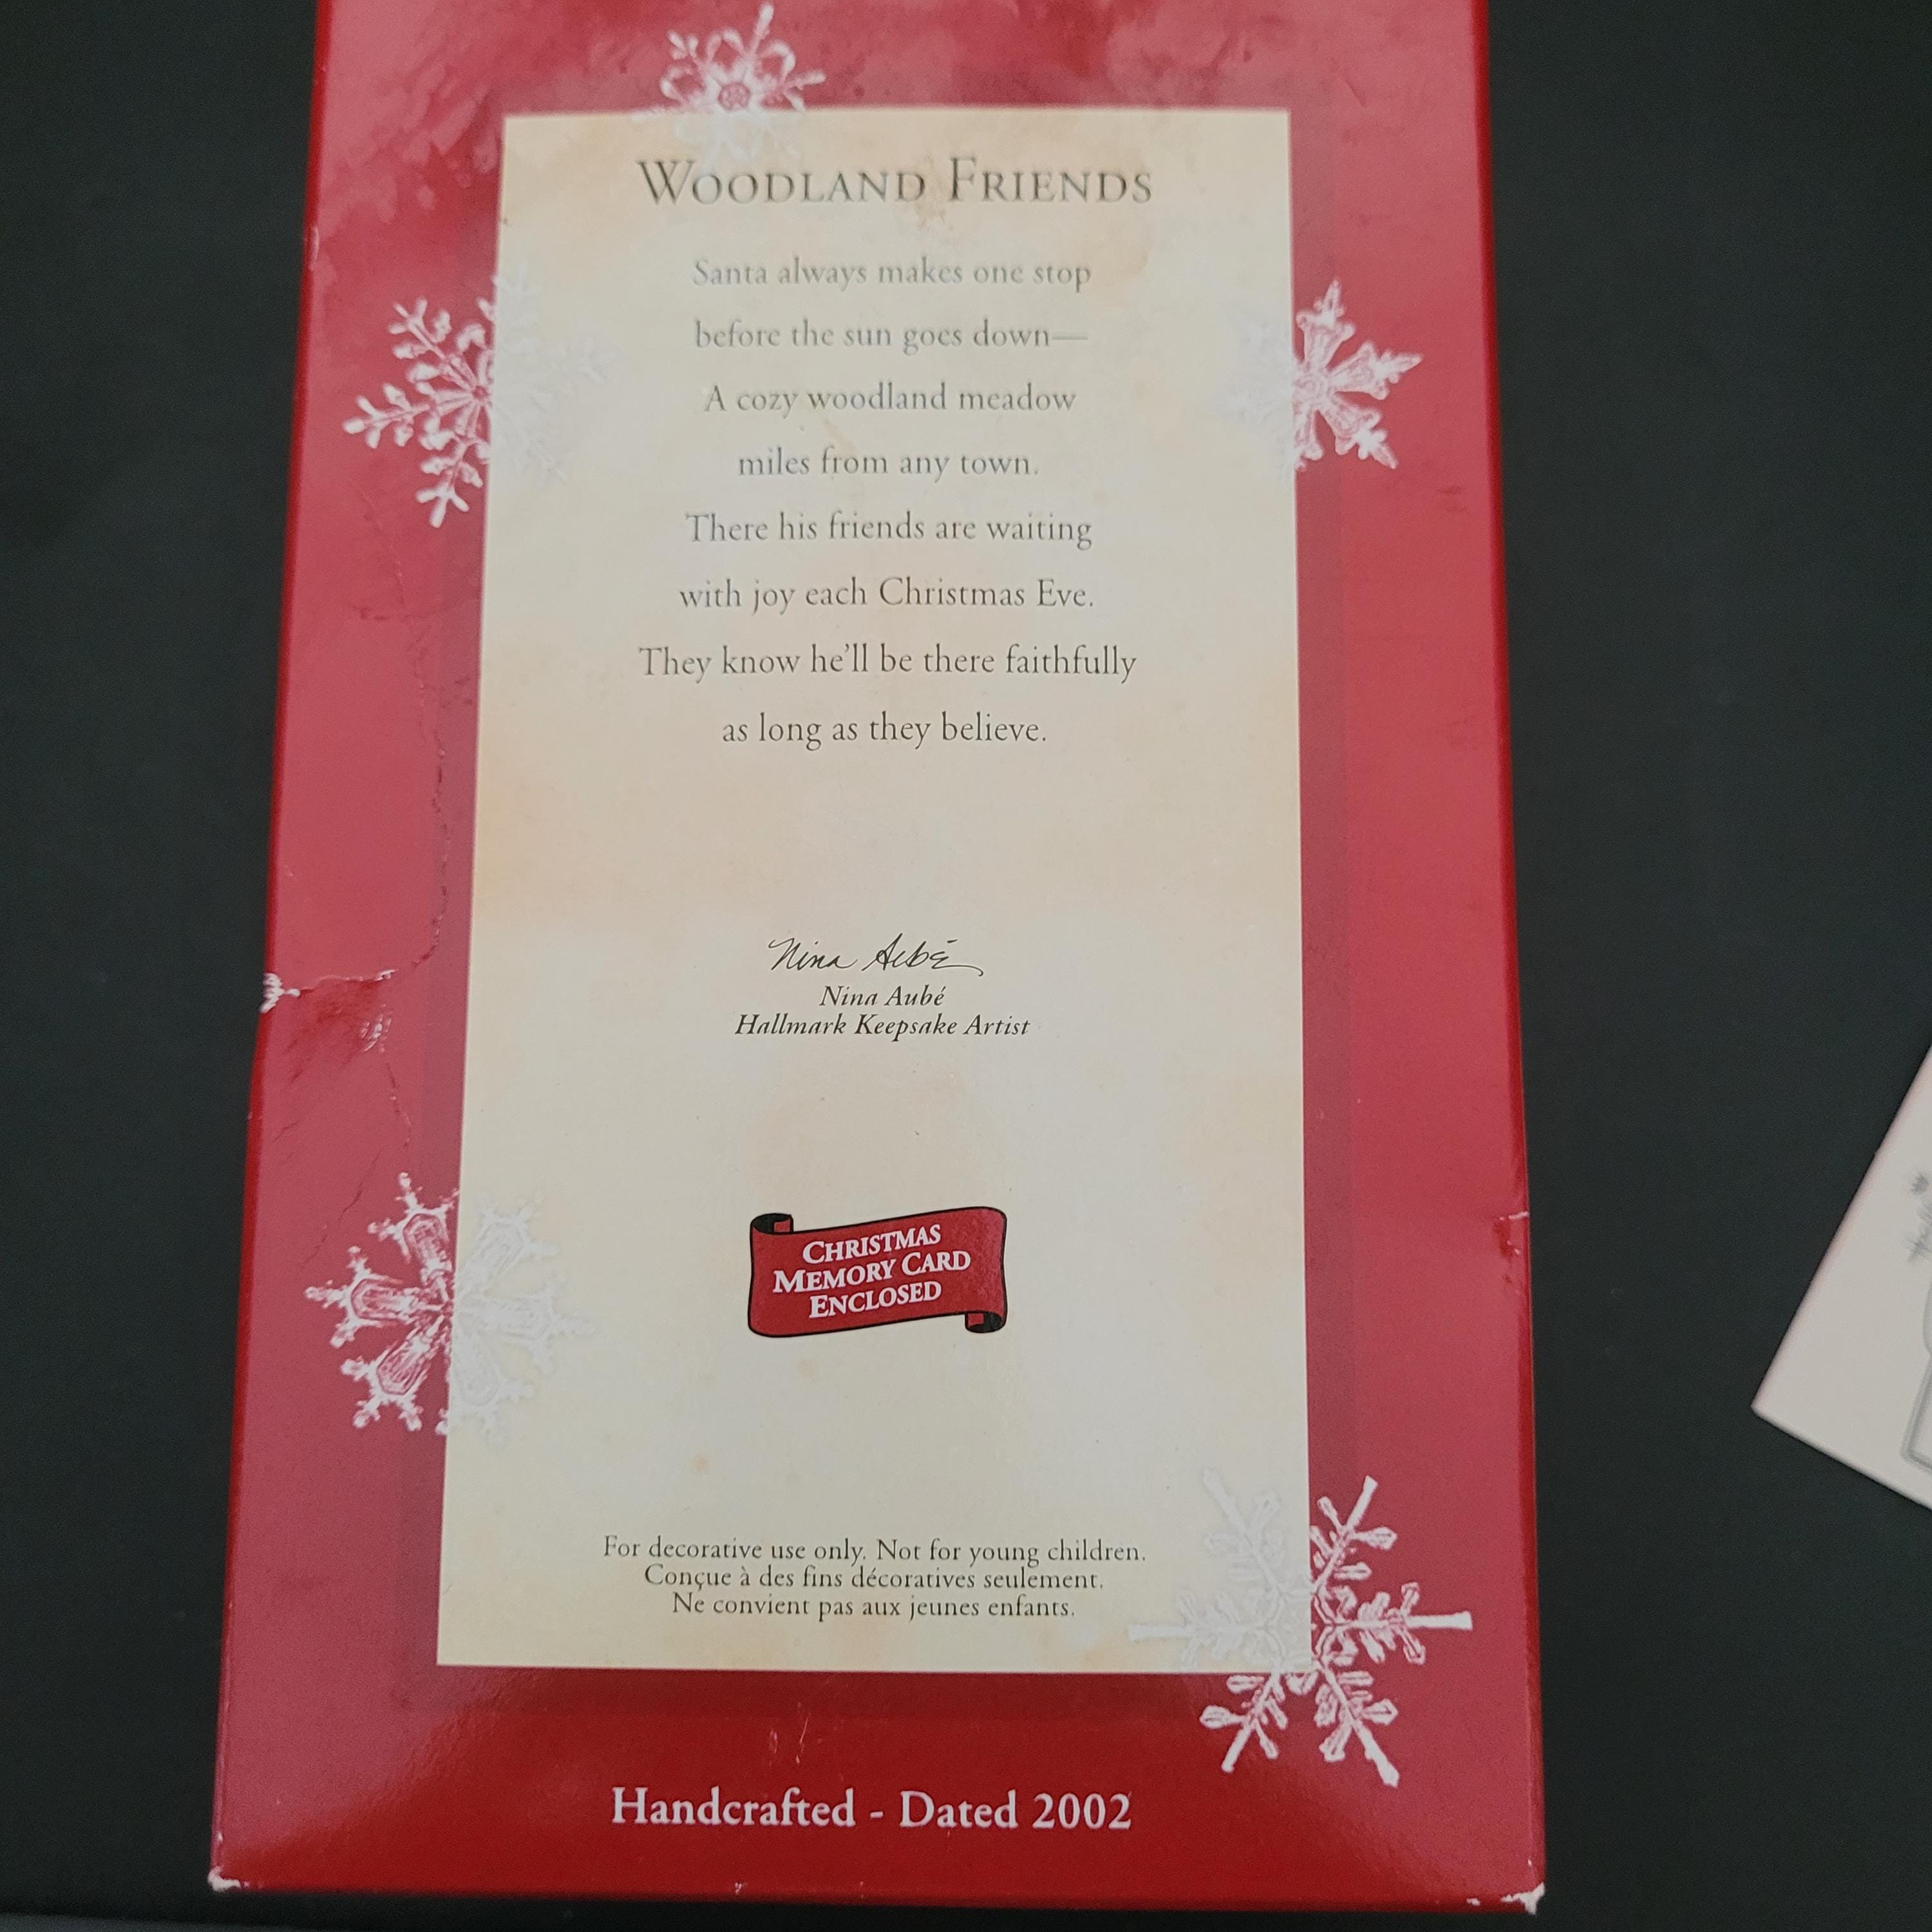 WOODLAND FRIENDS
Santa always makes one stop
before the sun goes down—
A cozy woodland meadow
miles from any town.
There his friends are waiting
with joy each Christmas Eve.
They know he'll be there faithfully
as long as they believe.
Nina Aubé
Nina Aubé
Hallmark Keepsake Artist
CHRISTMAS
MEMORY CARD
ENCLOSED
For decorative use only. Not for young children.
Conçue à des fins décoratives seulement.
Ne convient pas aux jeunes enfants.
Handcrafted - Dated 2002